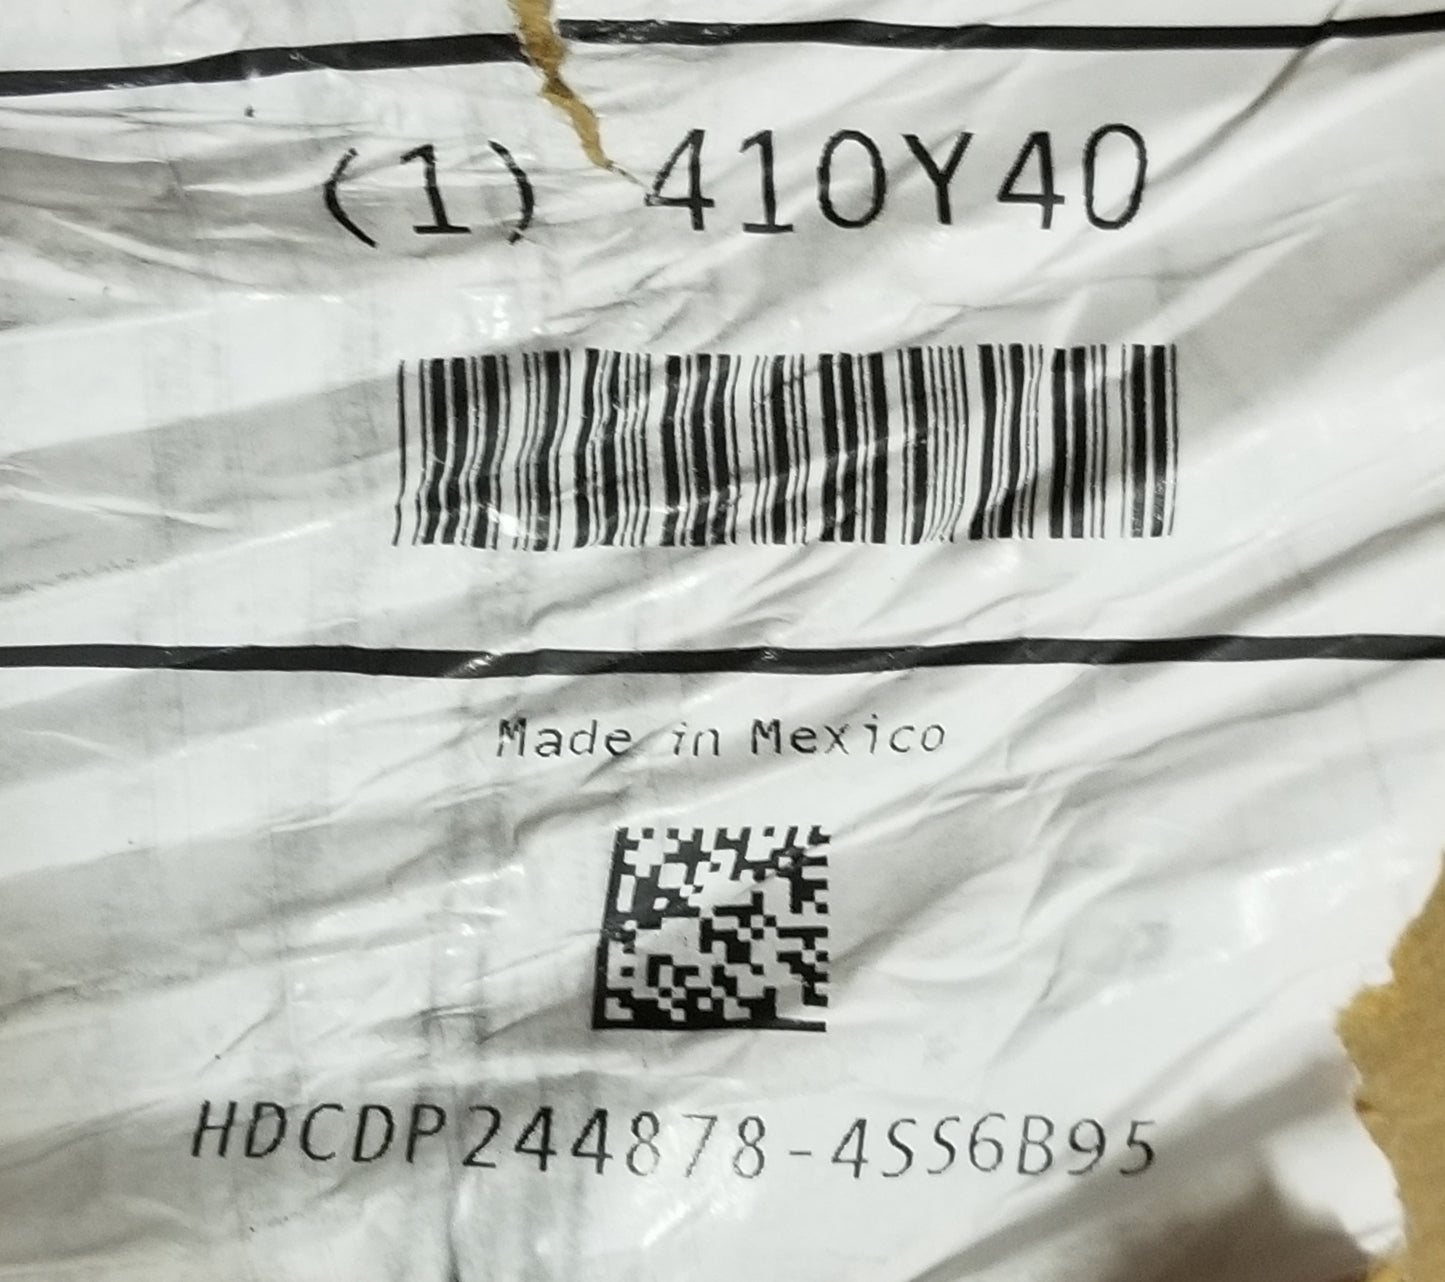 (1) 410Y40
Made in Mexico
HDCDP244878-4SS6B95